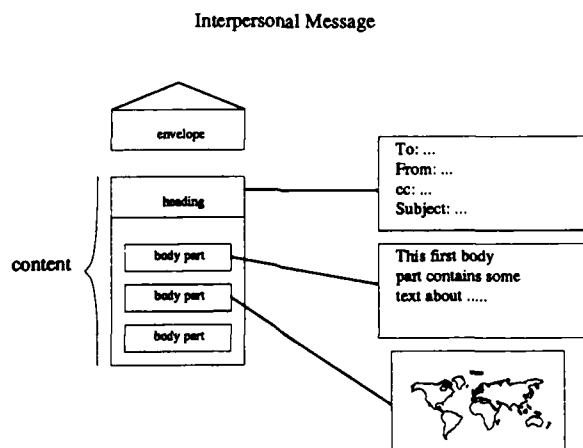 Interpersonal Message
envelope
heading
content
body part
body part
body part
To: ...
From: ...
cc: ...
Subject: ...
This first body
part contains some
text about .....